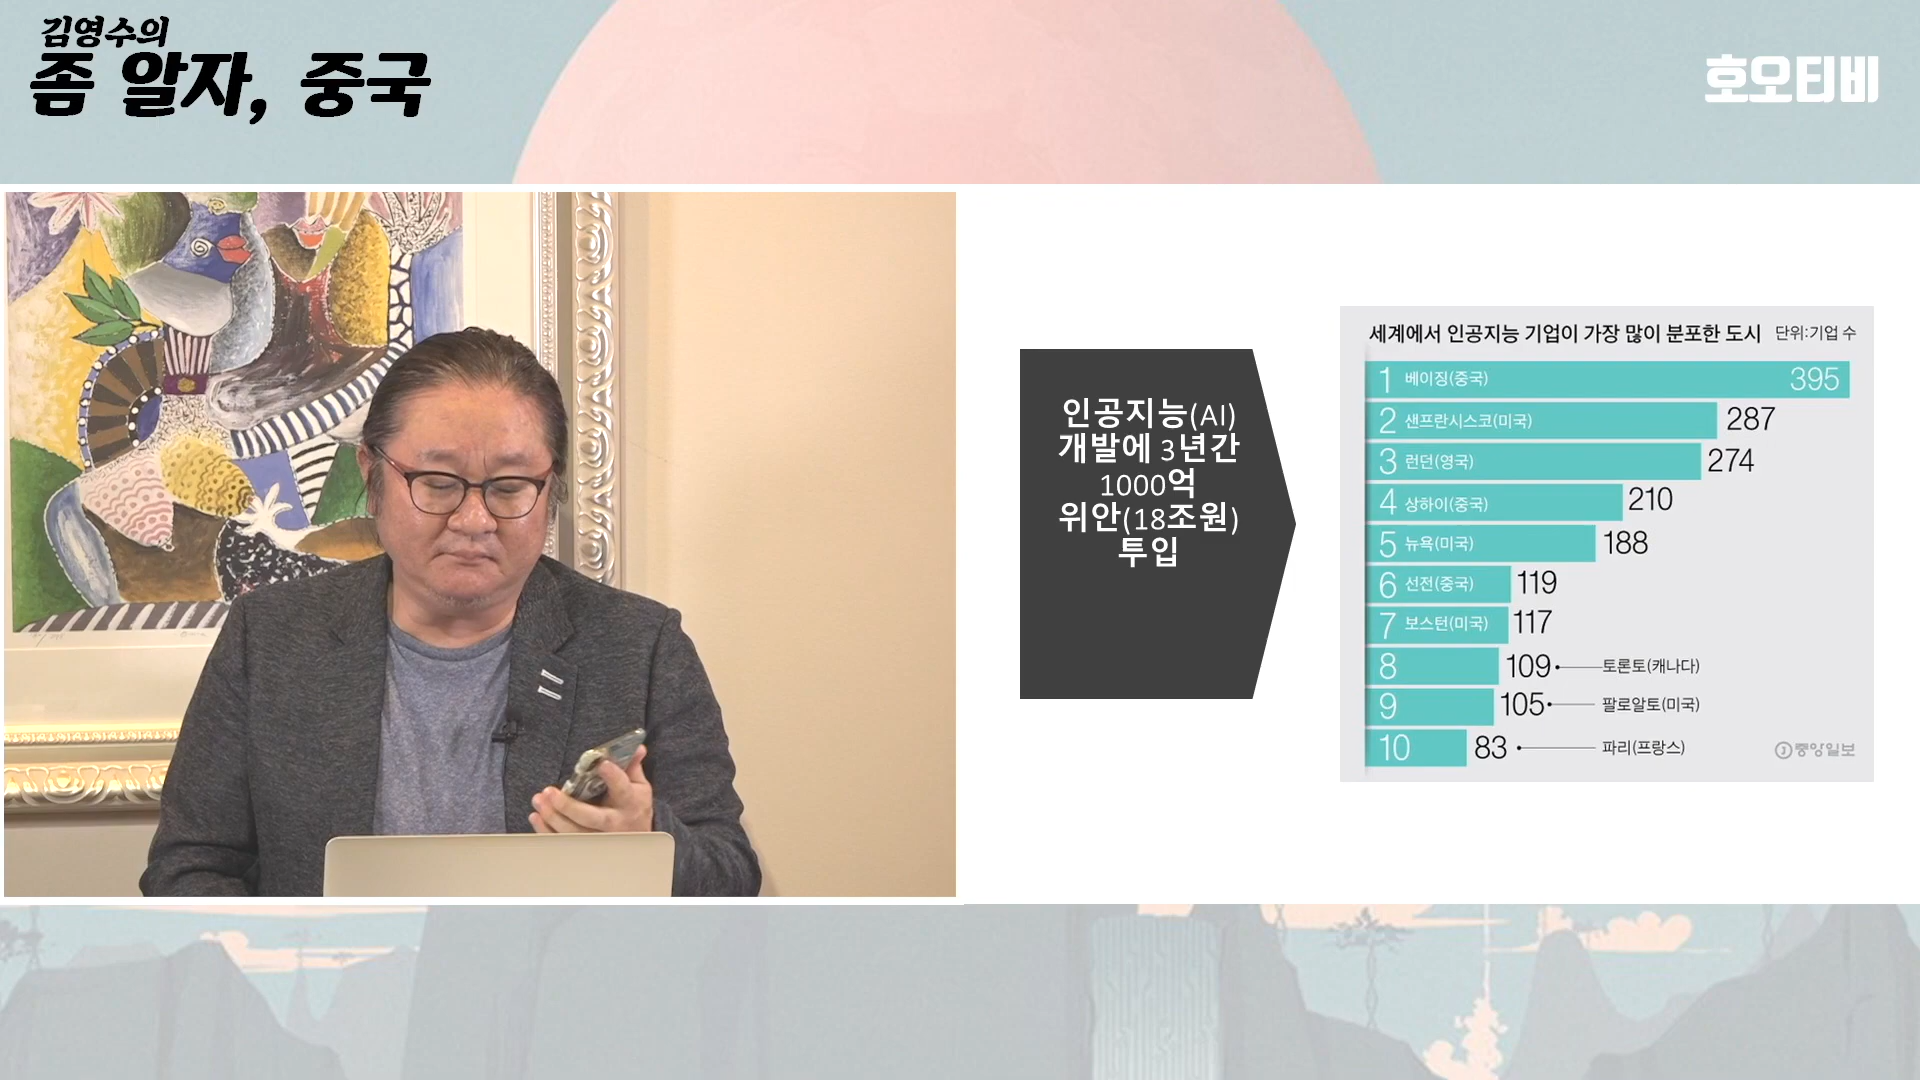 김영수의
좀 알자, 중국
호오티비
인공지능(AI)
개발에 3년간
1000억
위안(18조원)
투입
세계에서 인공지능 기업이 가장 많이 분포한 도시 단위:기업 수
1 베이징(중국) 395
2 샌프란시스코(미국) 287
3 런던(영국) 274
4 상하이(중국) 210
5 뉴욕(미국) 188
6 선전(중국) 119
7 보스턴(미국) 117
8 109 토론토(캐나다)
9 105 팔로알토(미국)
10 83 파리(프랑스)
중앙일보